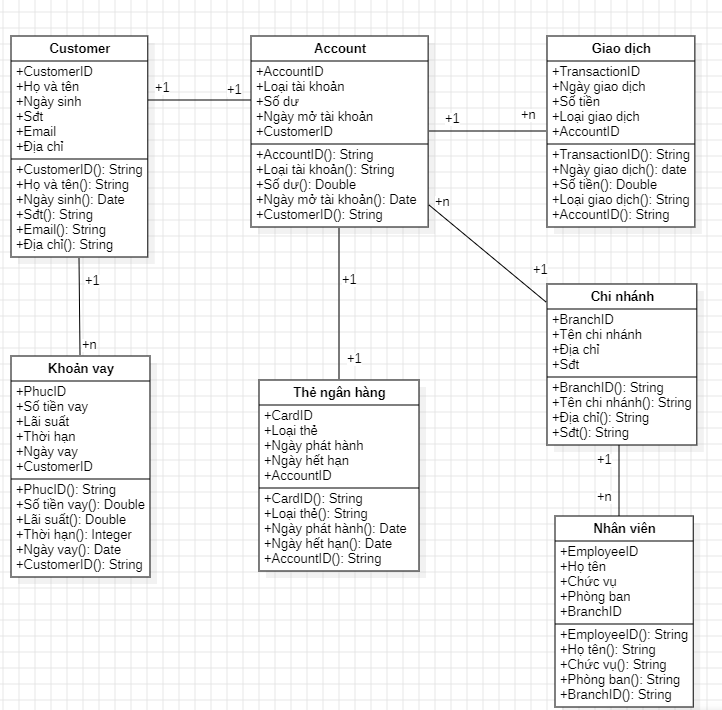 Customer
+CustomerID
+Họ và tên
+Ngày sinh
+Sđt
+Email
+Địa chỉ
+CustomerID(): String
+Họ và tên(): String
+Ngày sinh(): Date
+Sđt(): String
+Email(): String
+Địa chỉ(): String
+1
+1
Account
+AccountID
+Loại tài khoản
+Số dư
+Ngày mở tài khoản
+CustomerID
+AccountID(): String
+Loại tài khoản(): String
+Số dư(): Double
+Ngày mở tài khoản(): Date
+CustomerID(): String
+1
+n
Giao dịch
+TransactionID
+Ngày giao dịch
+Số tiền
+Loại giao dịch
+AccountID
+TransactionID(): String
+Ngày giao dịch(): date
+Số tiền(): Double
+Loại giao dịch(): String
+AccountID(): String
+n
+1
+1
+n
+1
+1
Khoản vay
+PhucID
+Số tiền vay
+Lãi suất
+Thời hạn
+Ngày vay
+CustomerID
+PhucID(): String
+Số tiền vay(): Double
+Lãi suất(): Double
+Thời hạn(): Integer
+Ngày vay(): Date
+CustomerID(): String
Thẻ ngân hàng
+CardID
+Loại thẻ
+Ngày phát hành
+Ngày hết hạn
+AccountID
+CardID(): String
+Loại thẻ(): String
+Ngày phát hành(): Date
+Ngày hết hạn(): Date
+AccountID(): String
Chi nhánh
+BranchID
+Tên chi nhánh
+Địa chỉ
+Sđt
+BranchID(): String
+Tên chi nhánh(): String
+Địa chỉ(): String
+Sđt(): String
+1
+n
Nhân viên
+EmployeeID
+Họ tên
+Chức vụ
+Phòng ban
+BranchID
+EmployeeID(): String
+Họ tên(): String
+Chức vụ(): String
+Phòng ban(): String
+BranchID(): String